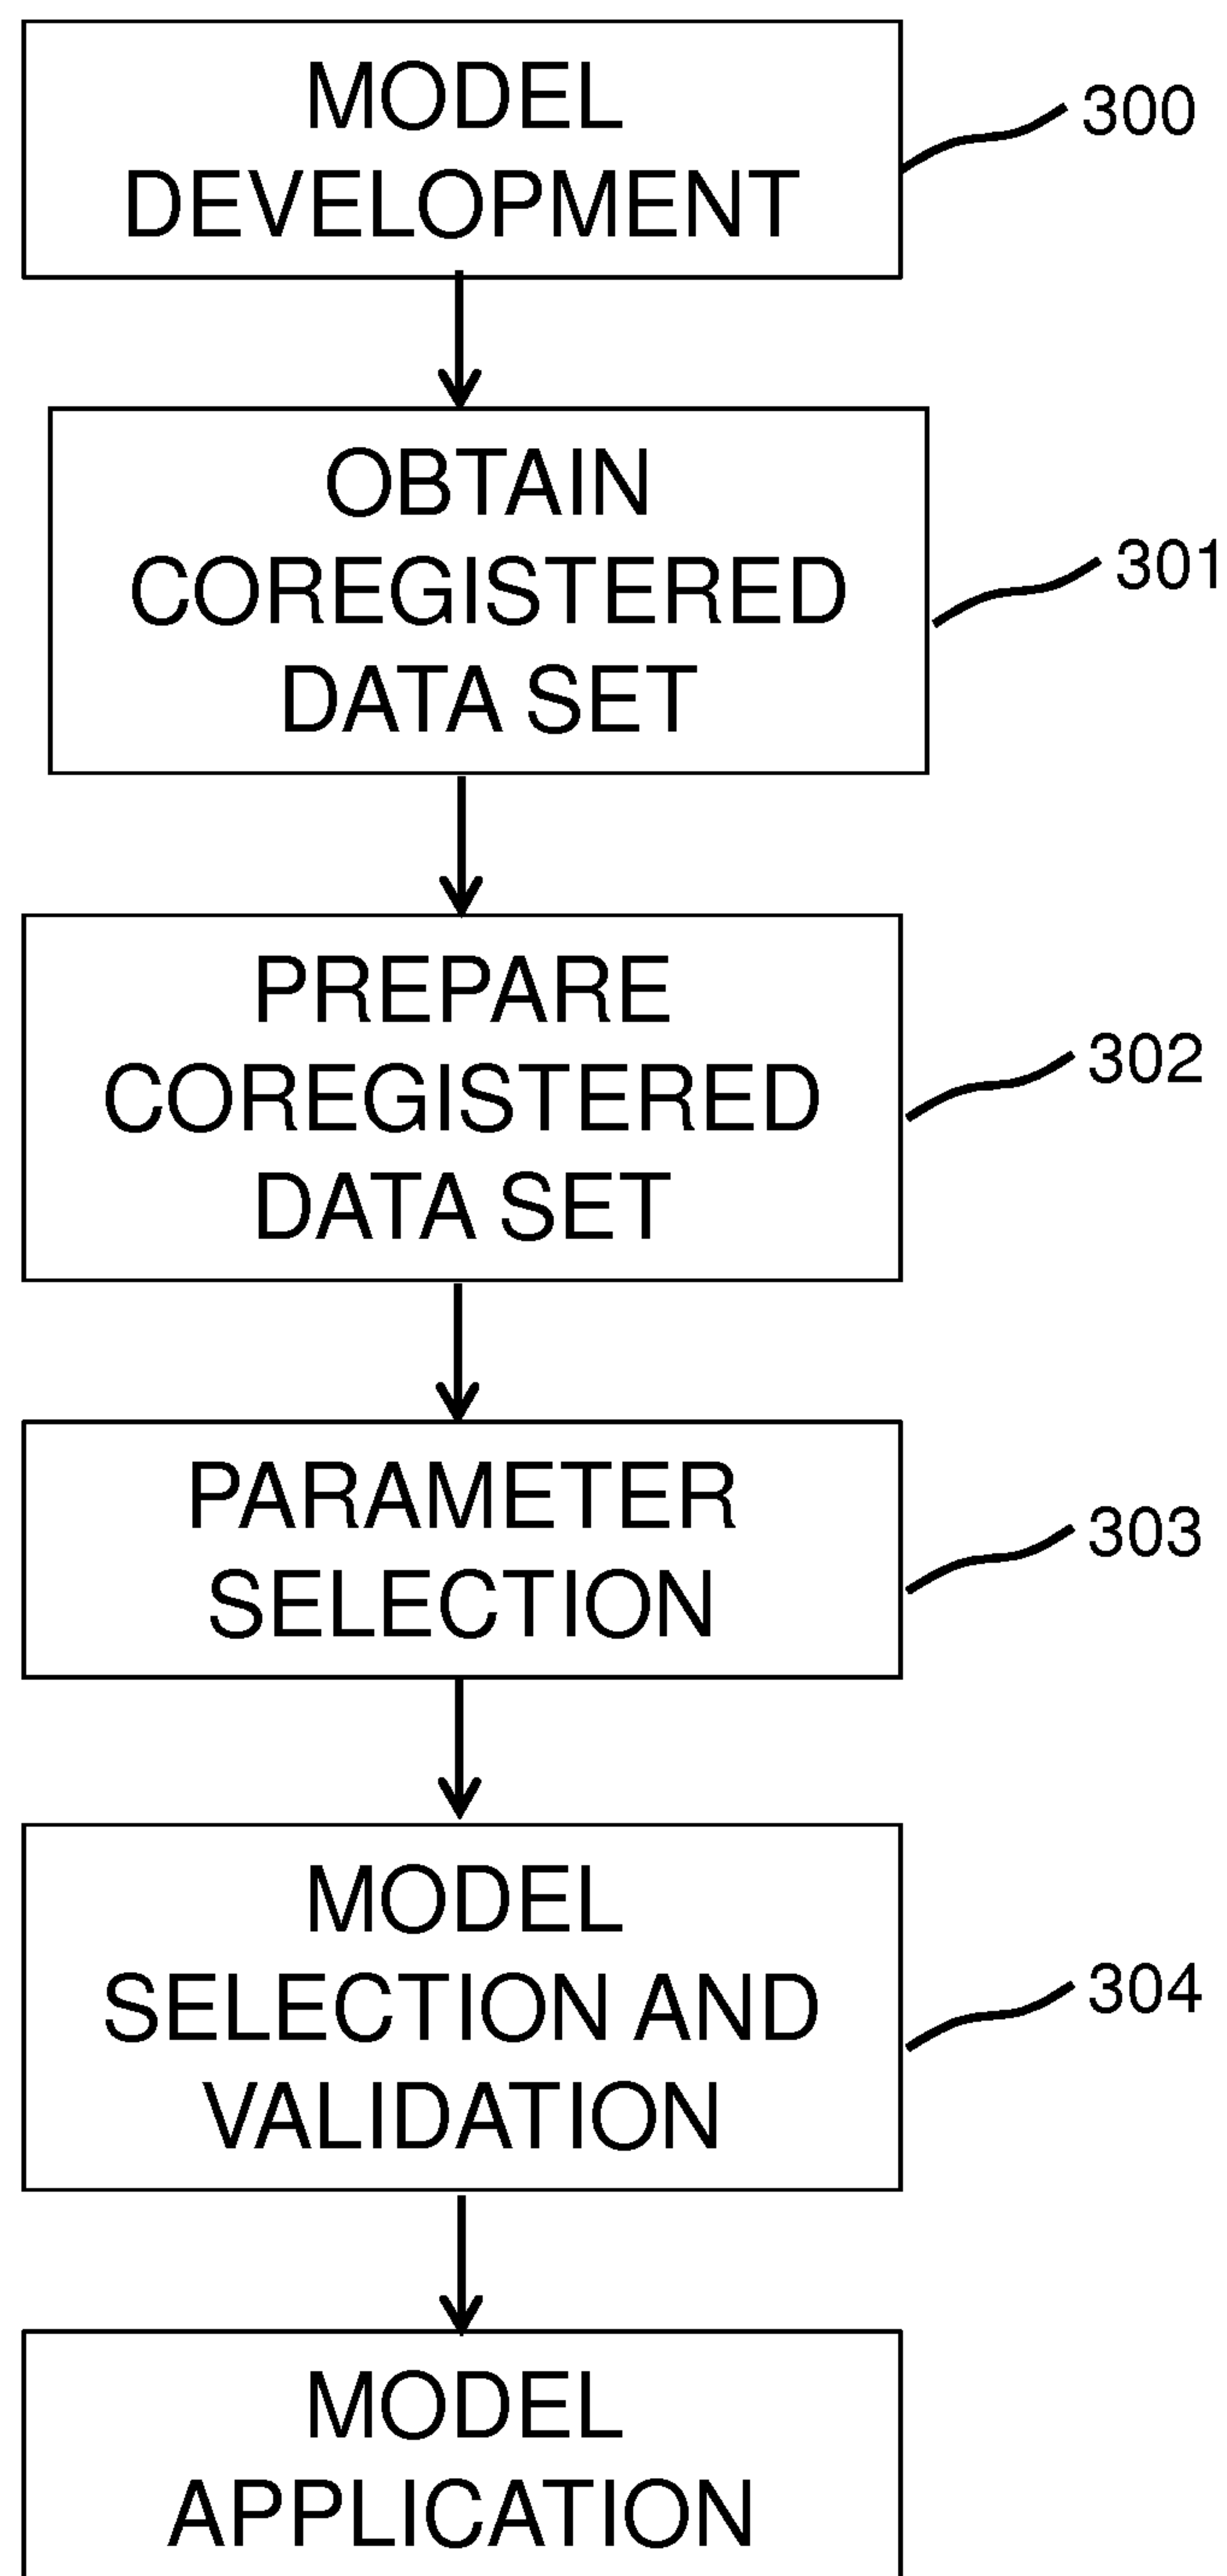 MODEL
DEVELOPMENT
300
OBTAIN
COREGISTERED
DATA SET
301
PREPARE
COREGISTERED
DATA SET
302
PARAMETER
SELECTION
303
MODEL
SELECTION AND
VALIDATION
304
MODEL
APPLICATION